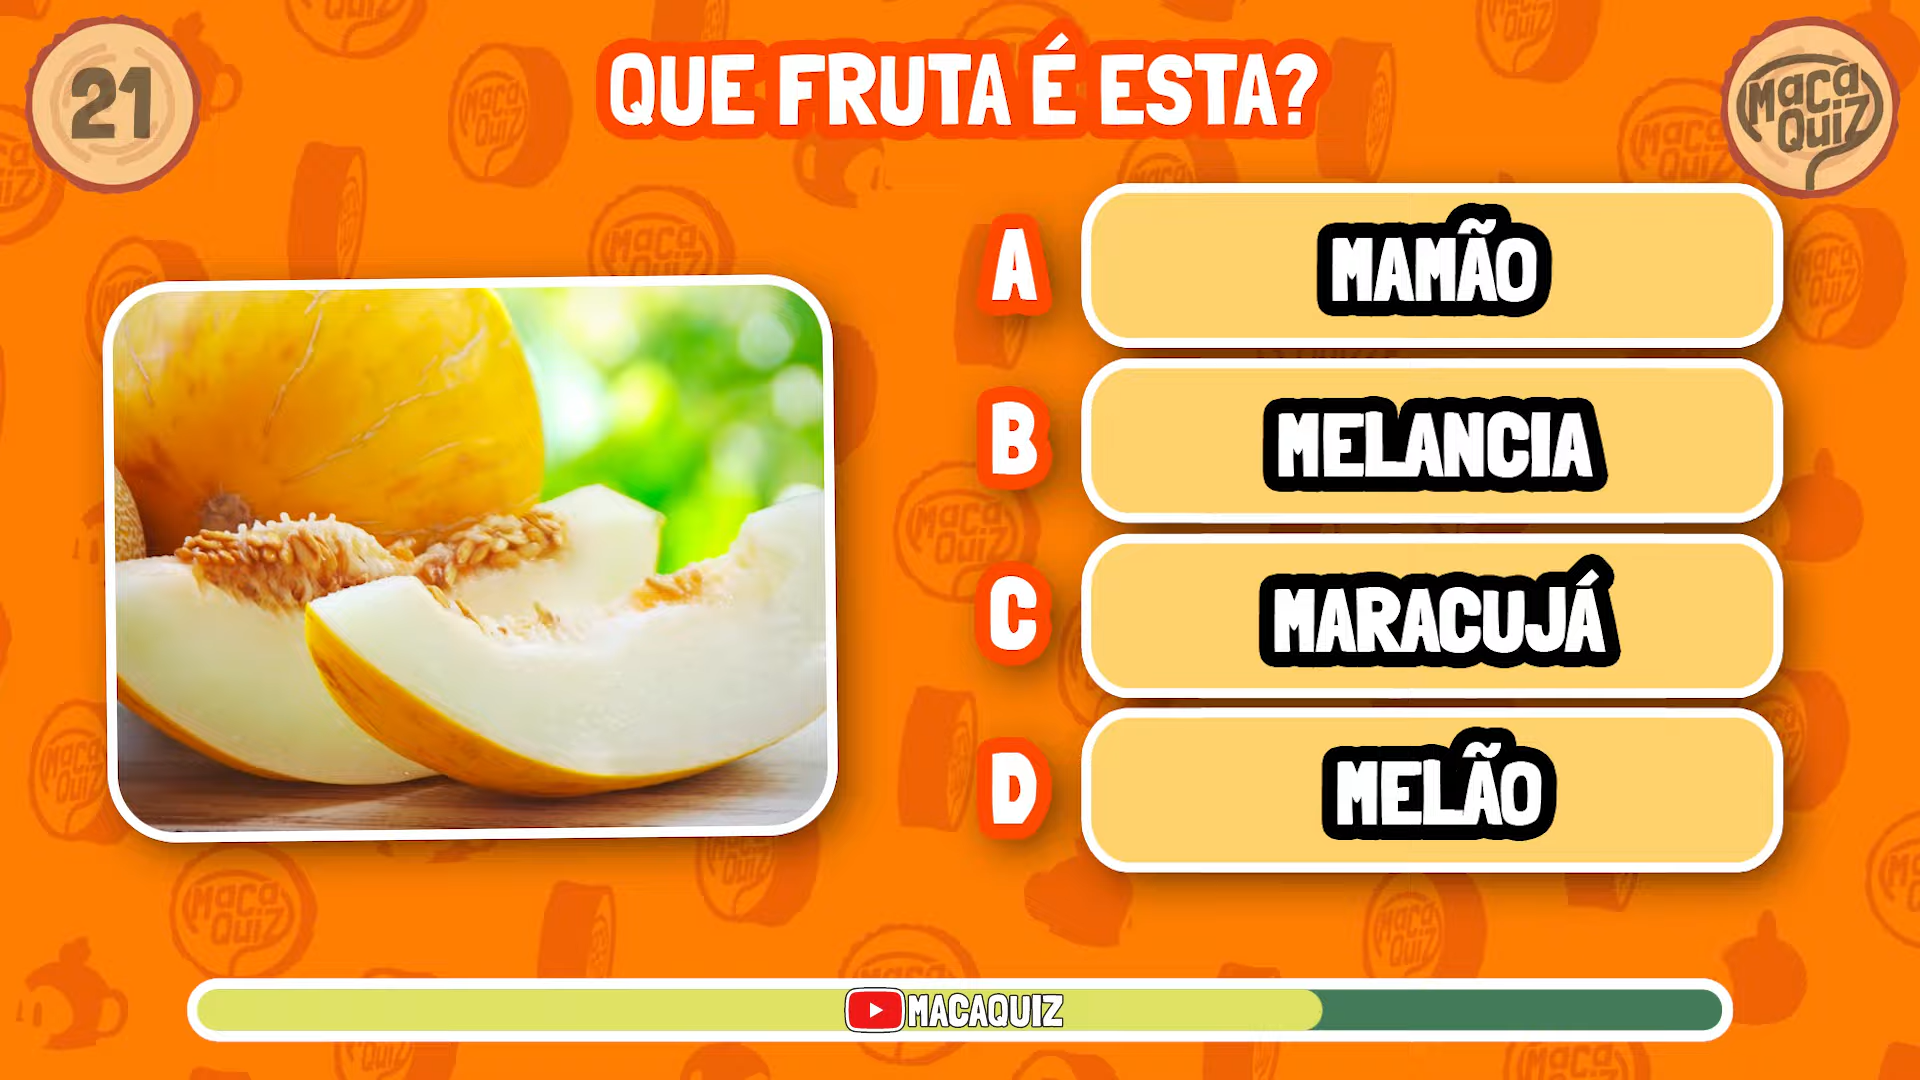 21
QUE FRUTA É ESTA?
MACA
QUIZ
A
MAMÃO
B
MELANCIA
C
MARACUJÁ
D
MELÃO
MACAQUIZ